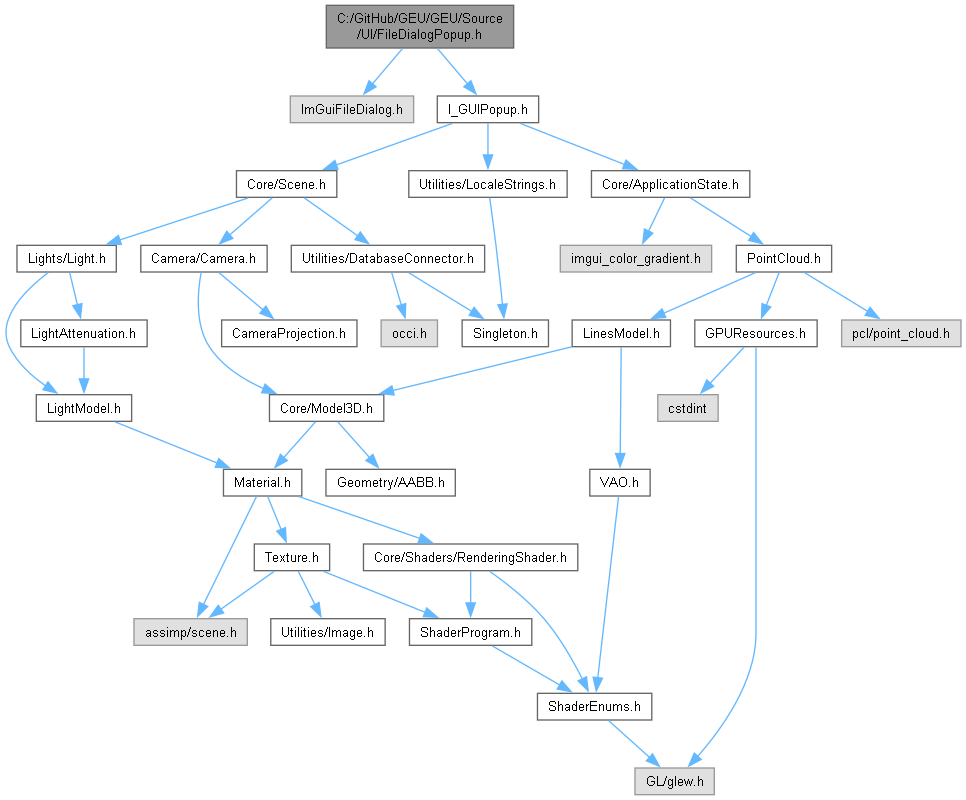 C:/GitHub/GEU/GEU/Source
/UI/FileDialogPopup.h
ImGuiFileDialog.h
I_GUIPopup.h
Core/Scene.h
Utilities/LocaleStrings.h
Core/ApplicationState.h
Lights/Light.h
Camera/Camera.h
Utilities/DatabaseConnector.h
imgui_color_gradient.h
PointCloud.h
LightAttenuation.h
CameraProjection.h
occi.h
Singleton.h
LinesModel.h
GPUResources.h
pcl/point_cloud.h
LightModel.h
Core/Model3D.h
cstdint
Material.h
Geometry/AABB.h
VAO.h
Texture.h
Core/Shaders/RenderingShader.h
assimp/scene.h
Utilities/Image.h
ShaderProgram.h
ShaderEnums.h
GL/glew.h